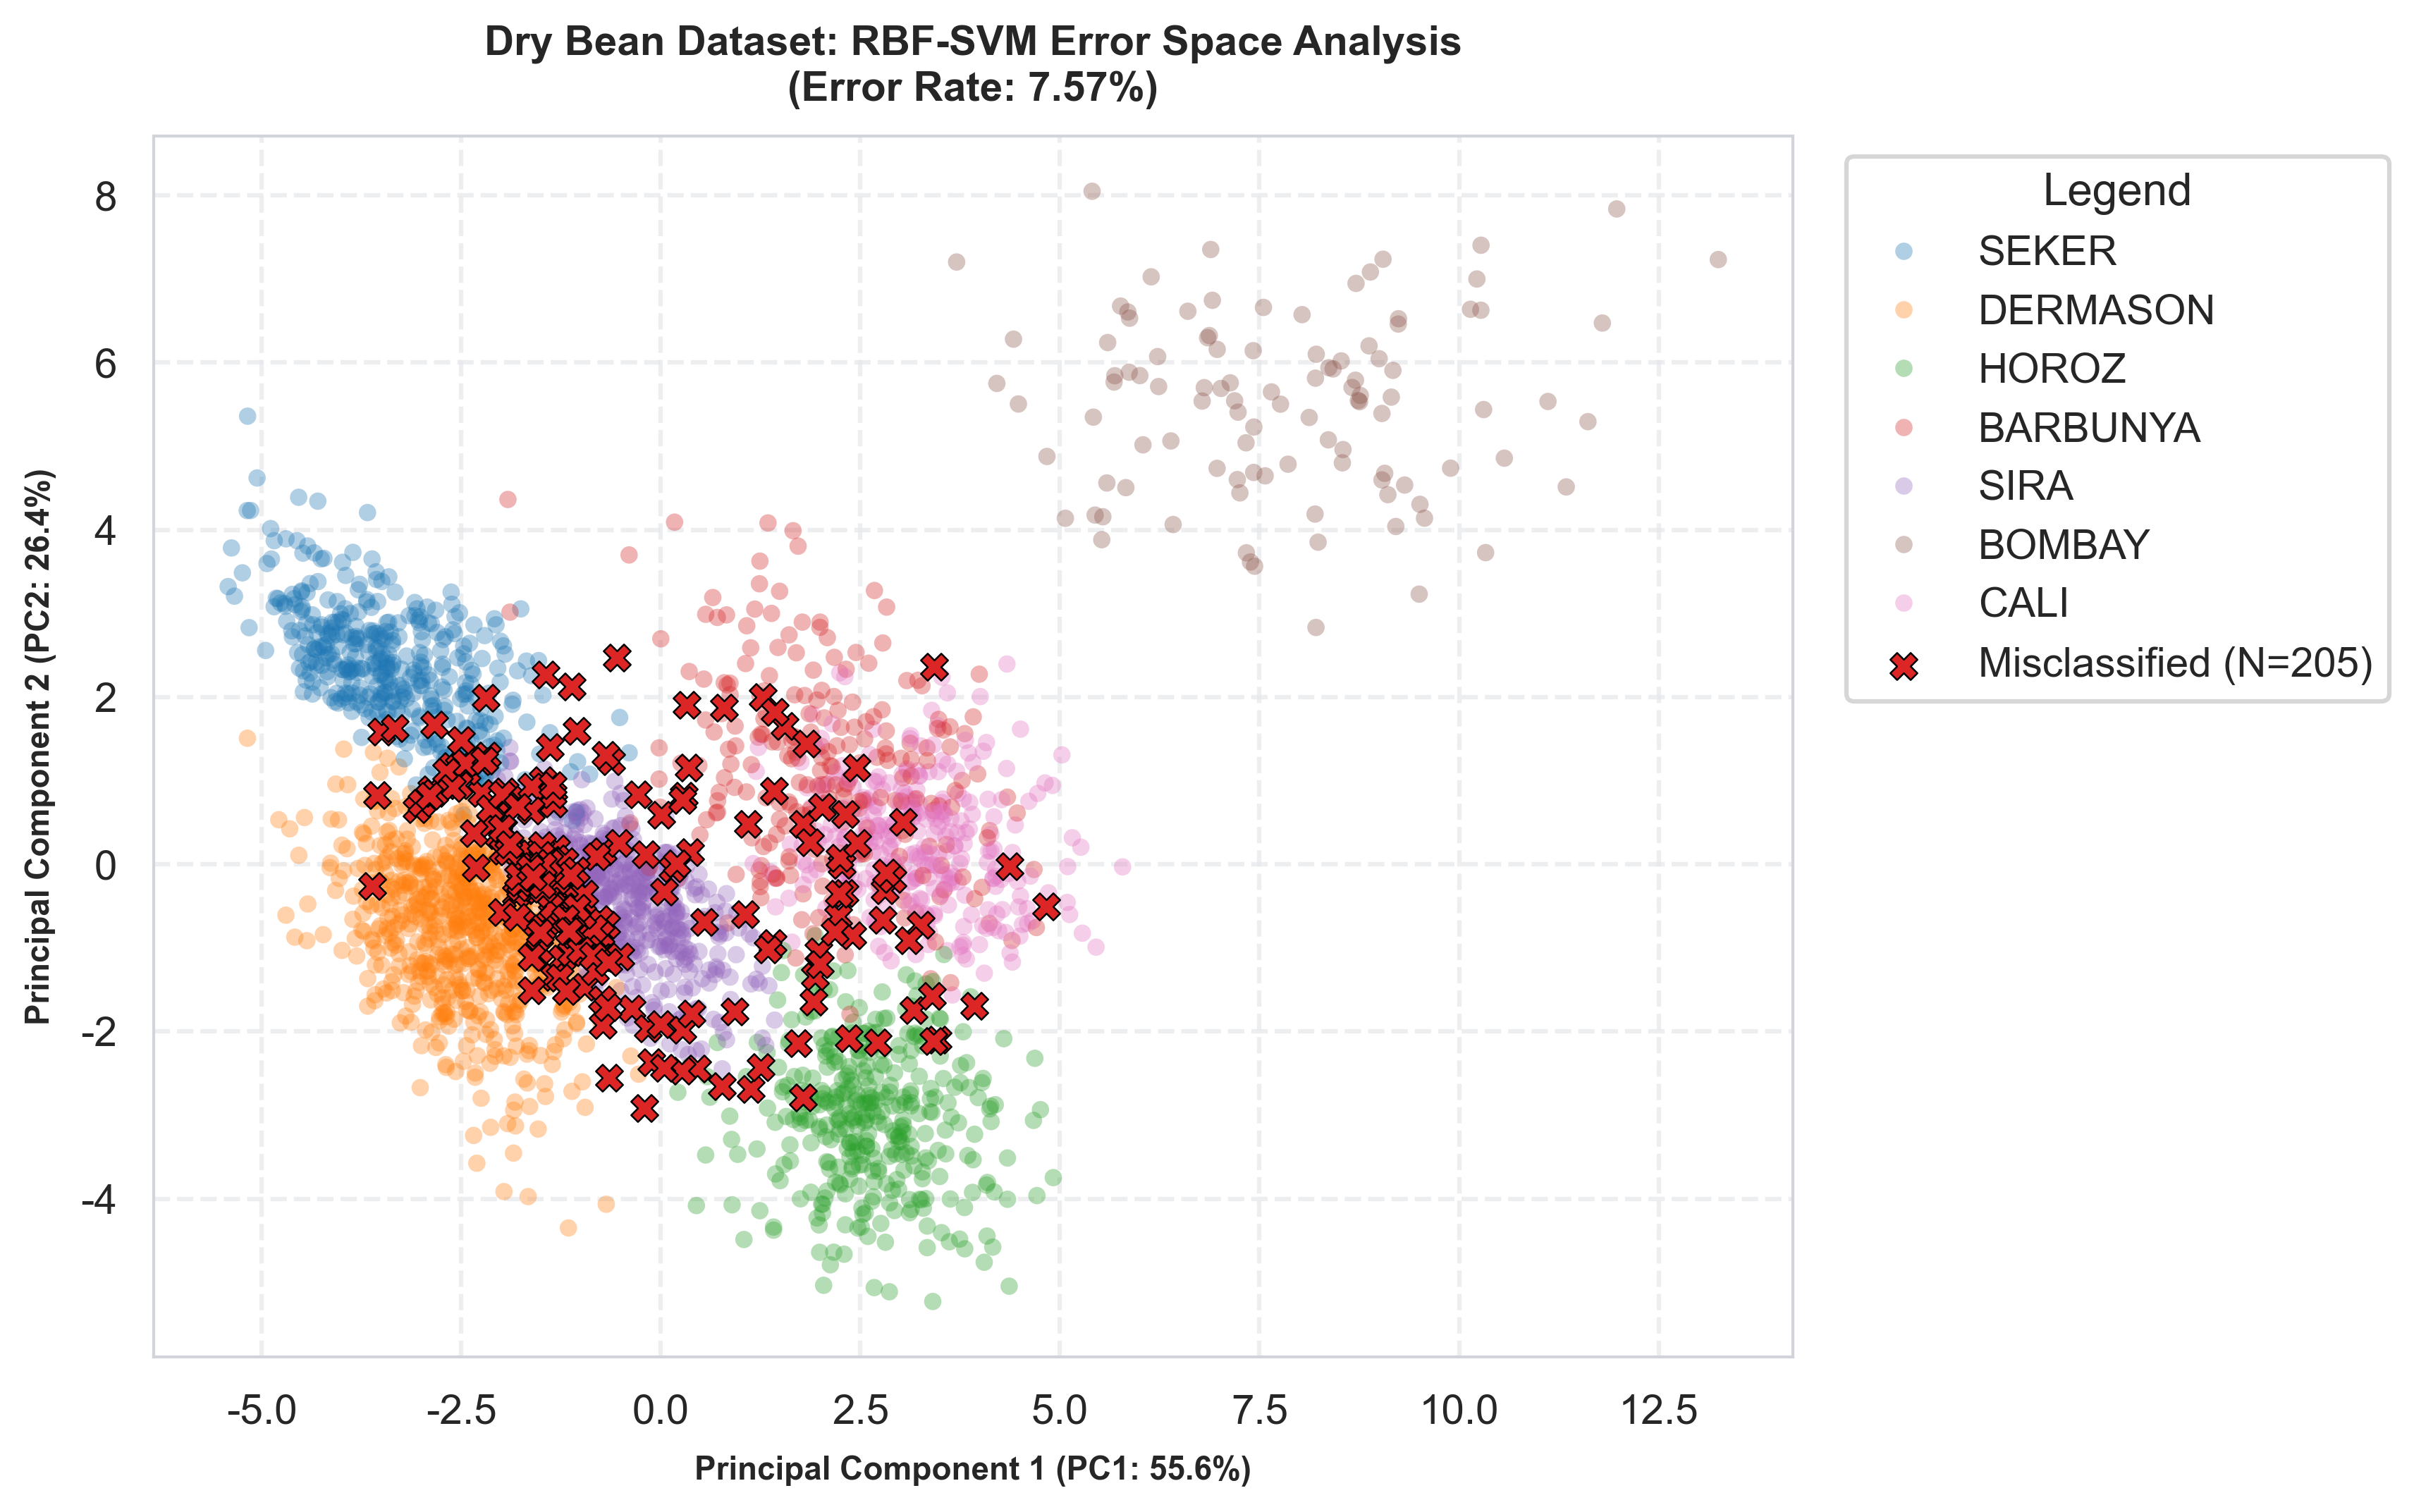 Dry Bean Dataset: RBF-SVM Error Space Analysis
(Error Rate: 7.57%)
Principal Component 2 (PC2: 26.4%)
8
6
4
2
0
-2
-4
-5.0
-2.5
0.0
2.5
5.0
7.5
10.0
12.5
Principal Component 1 (PC1: 55.6%)
Legend
SEKER
DERMASON
HOROZ
BARBUNYA
SIRA
BOMBAY
CALI
Misclassified (N=205)